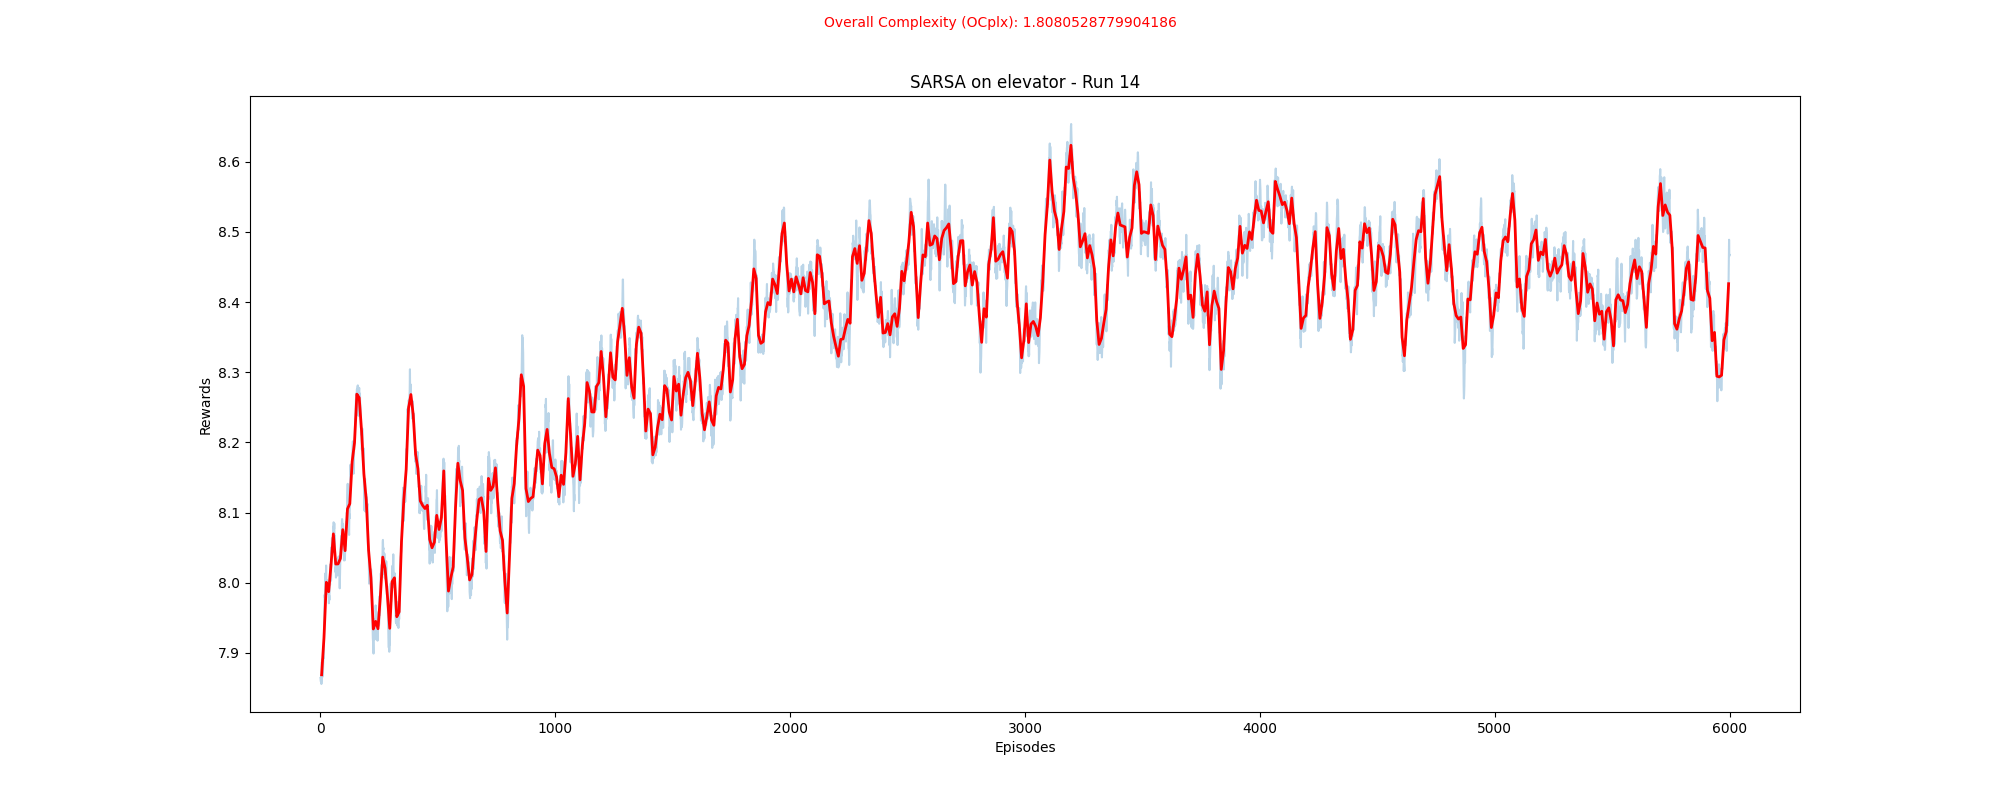 Overall Complexity (OCplx): 1.8080528779904186
SARSA on elevator - Run 14
8.6
8.5
8.4
8.3
8.2
8.1
8.0
7.9
Rewards
0 1000 2000 3000 4000 5000 6000
Episodes